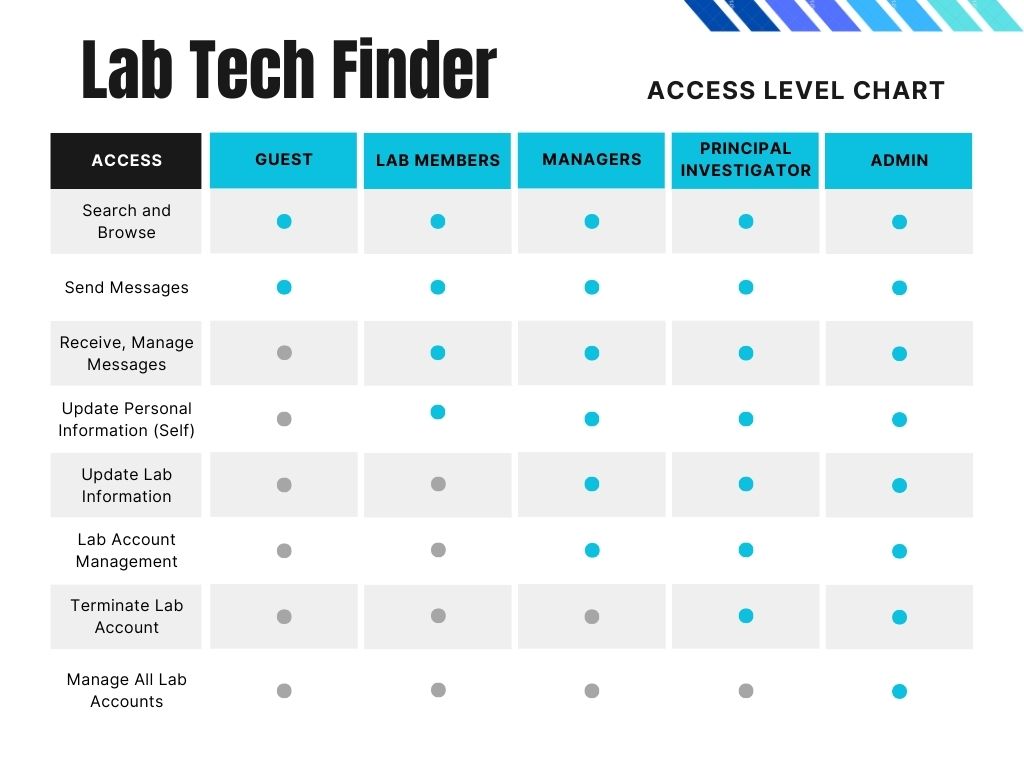 Lab Tech Finder
ACCESS LEVEL CHART
ACCESS
GUEST
LAB MEMBERS
MANAGERS
PRINCIPAL
INVESTIGATOR
ADMIN
Search and
Browse
Send Messages
Receive, Manage
Messages
Update Personal
Information (Self)
Update Lab
Information
Lab Account
Management
Terminate Lab
Account
Manage All Lab
Accounts